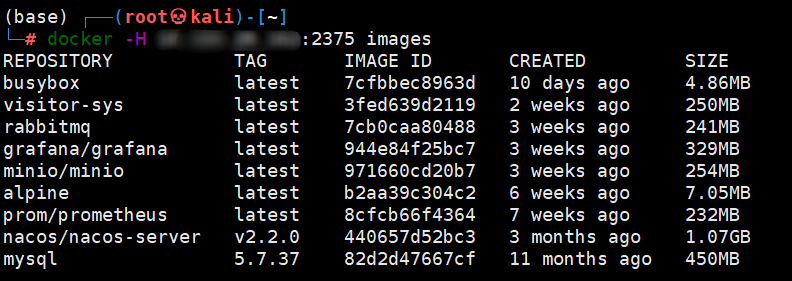 (base) ┌──(root💀kali)-[~]
└─# docker -H :2375 images
REPOSITORY TAG IMAGE ID CREATED SIZE
busybox latest 7cfbbec8963d 10 days ago 4.86MB
visitor-sys latest 3fed639d2119 2 weeks ago 250MB
rabbitmq latest 7cb0caa80488 3 weeks ago 241MB
grafana/grafana latest 944e84f25bc7 3 weeks ago 329MB
minio/minio latest 971660cd20b7 3 weeks ago 254MB
alpine latest b2aa39c304c2 6 weeks ago 7.05MB
prom/prometheus latest 8cfcb66f4364 7 weeks ago 232MB
nacos/nacos-server v2.2.0 440657d52bc3 3 months ago 1.07GB
mysql 5.7.37 82d2d47667cf 11 months ago 450MB